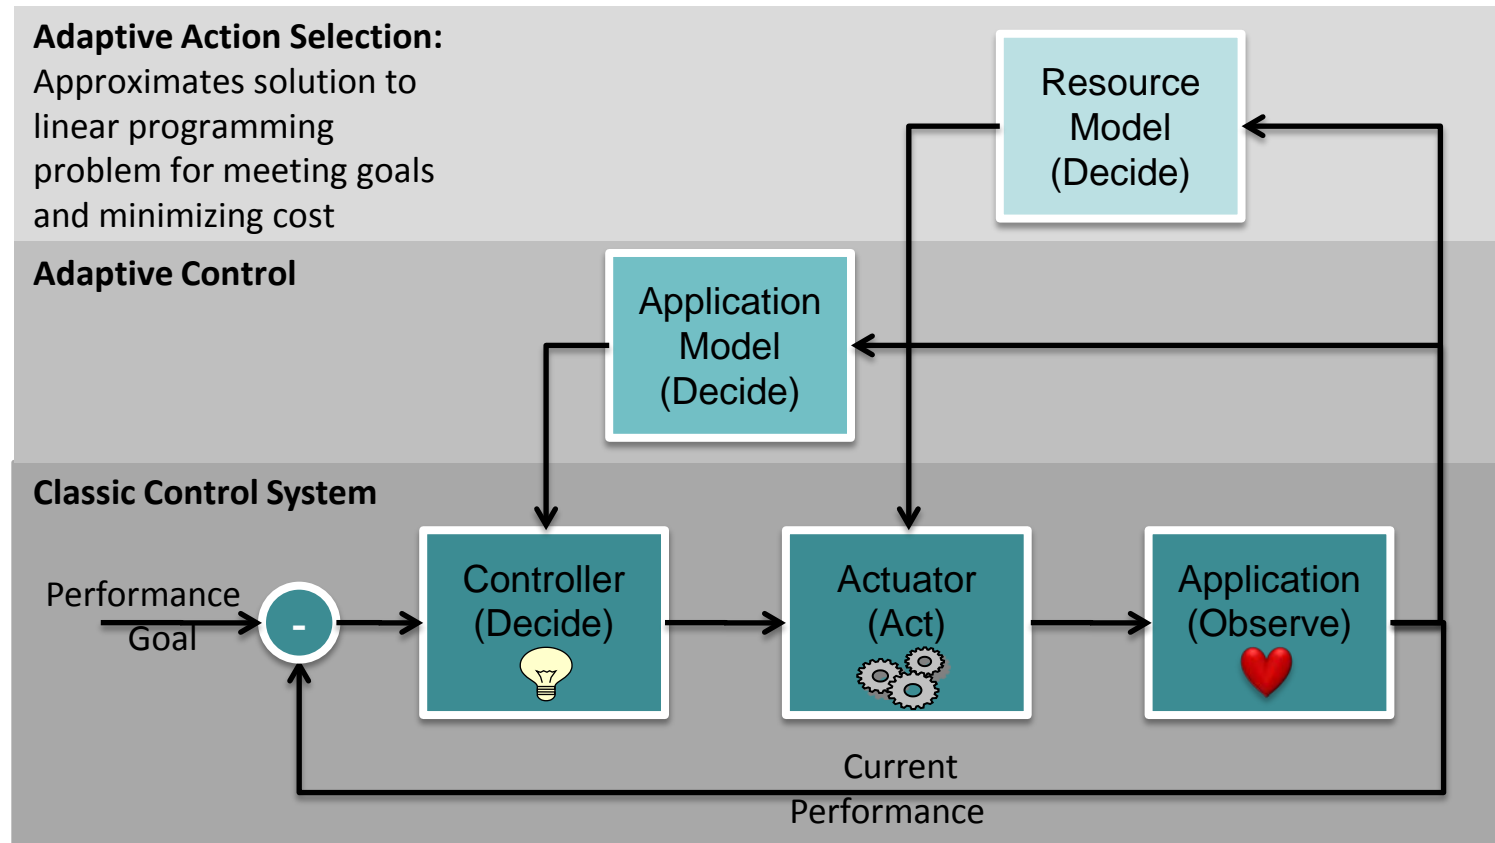 Adaptive Action Selection:
Approximates solution to
linear programming
problem for meeting goals
and minimizing cost
Resource
Model
(Decide)
Adaptive Control
Application
Model
(Decide)
Classic Control System
Performance
Goal
-
Controller
(Decide)
Actuator
(Act)
Application
(Observe)
Current
Performance